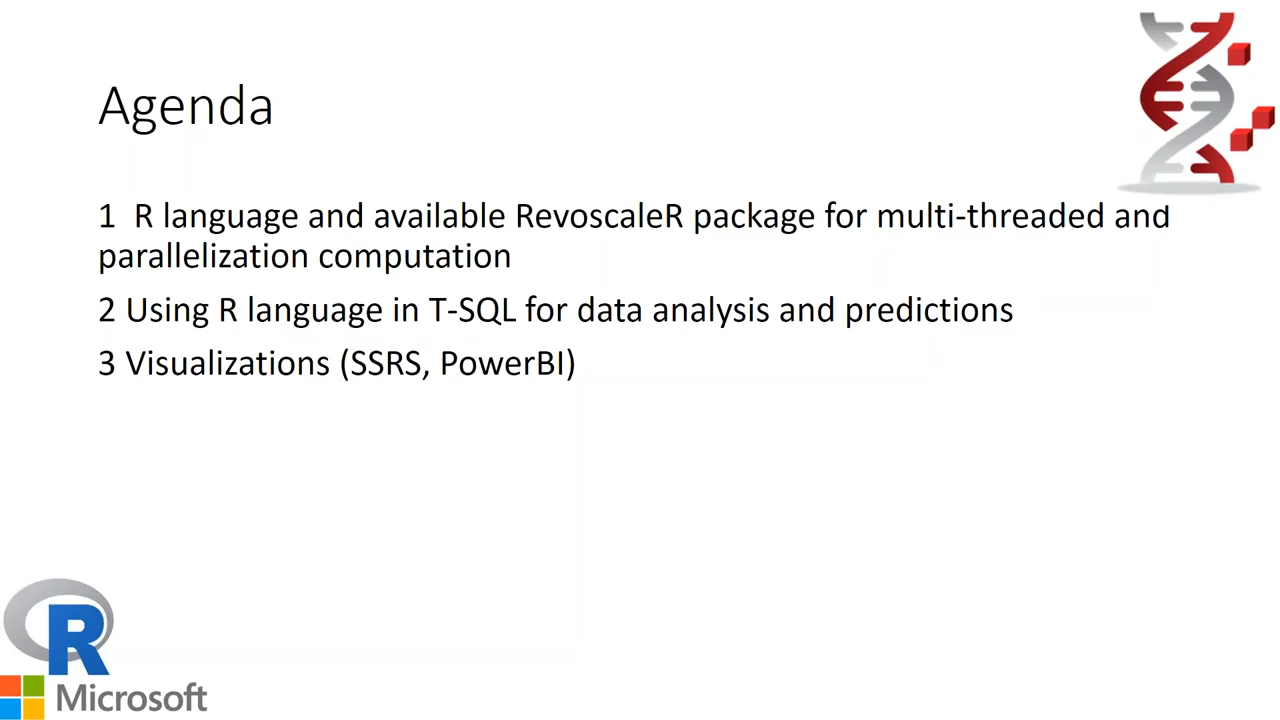 Agenda
1  R language and available RevoscaleR package for multi-threaded and
parallelization computation
2 Using R language in T-SQL for data analysis and predictions
3 Visualizations (SSRS, PowerBI)
R
Microsoft